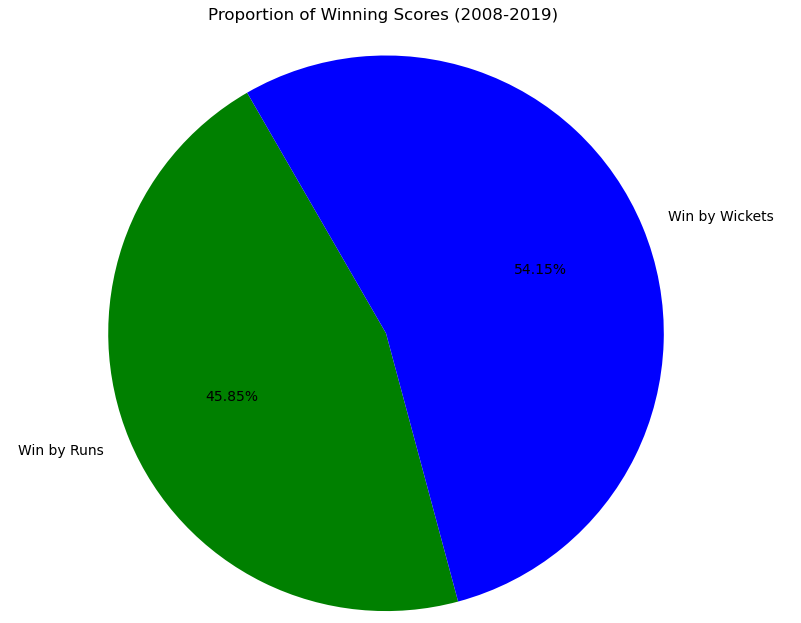 Proportion of Winning Scores (2008-2019)
Win by Wickets
54.15%
45.85%
Win by Runs